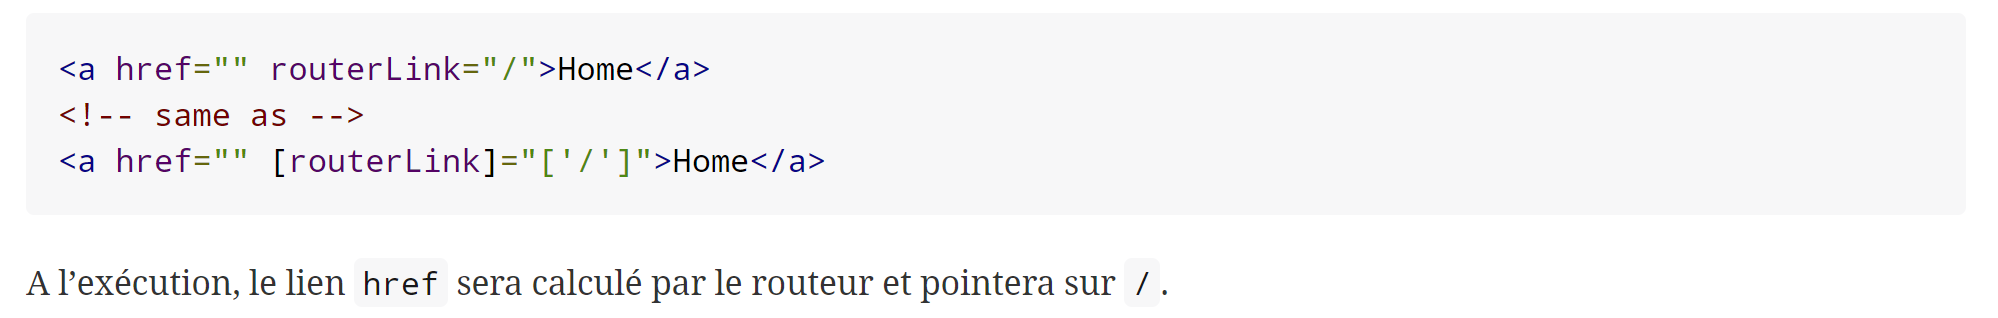 <a href="" routerLink="/">Home</a>
<!-- same as -->
<a href="" [routerLink]="['/']">Home</a>
A l’exécution, le lien href sera calculé par le routeur et pointera sur /.